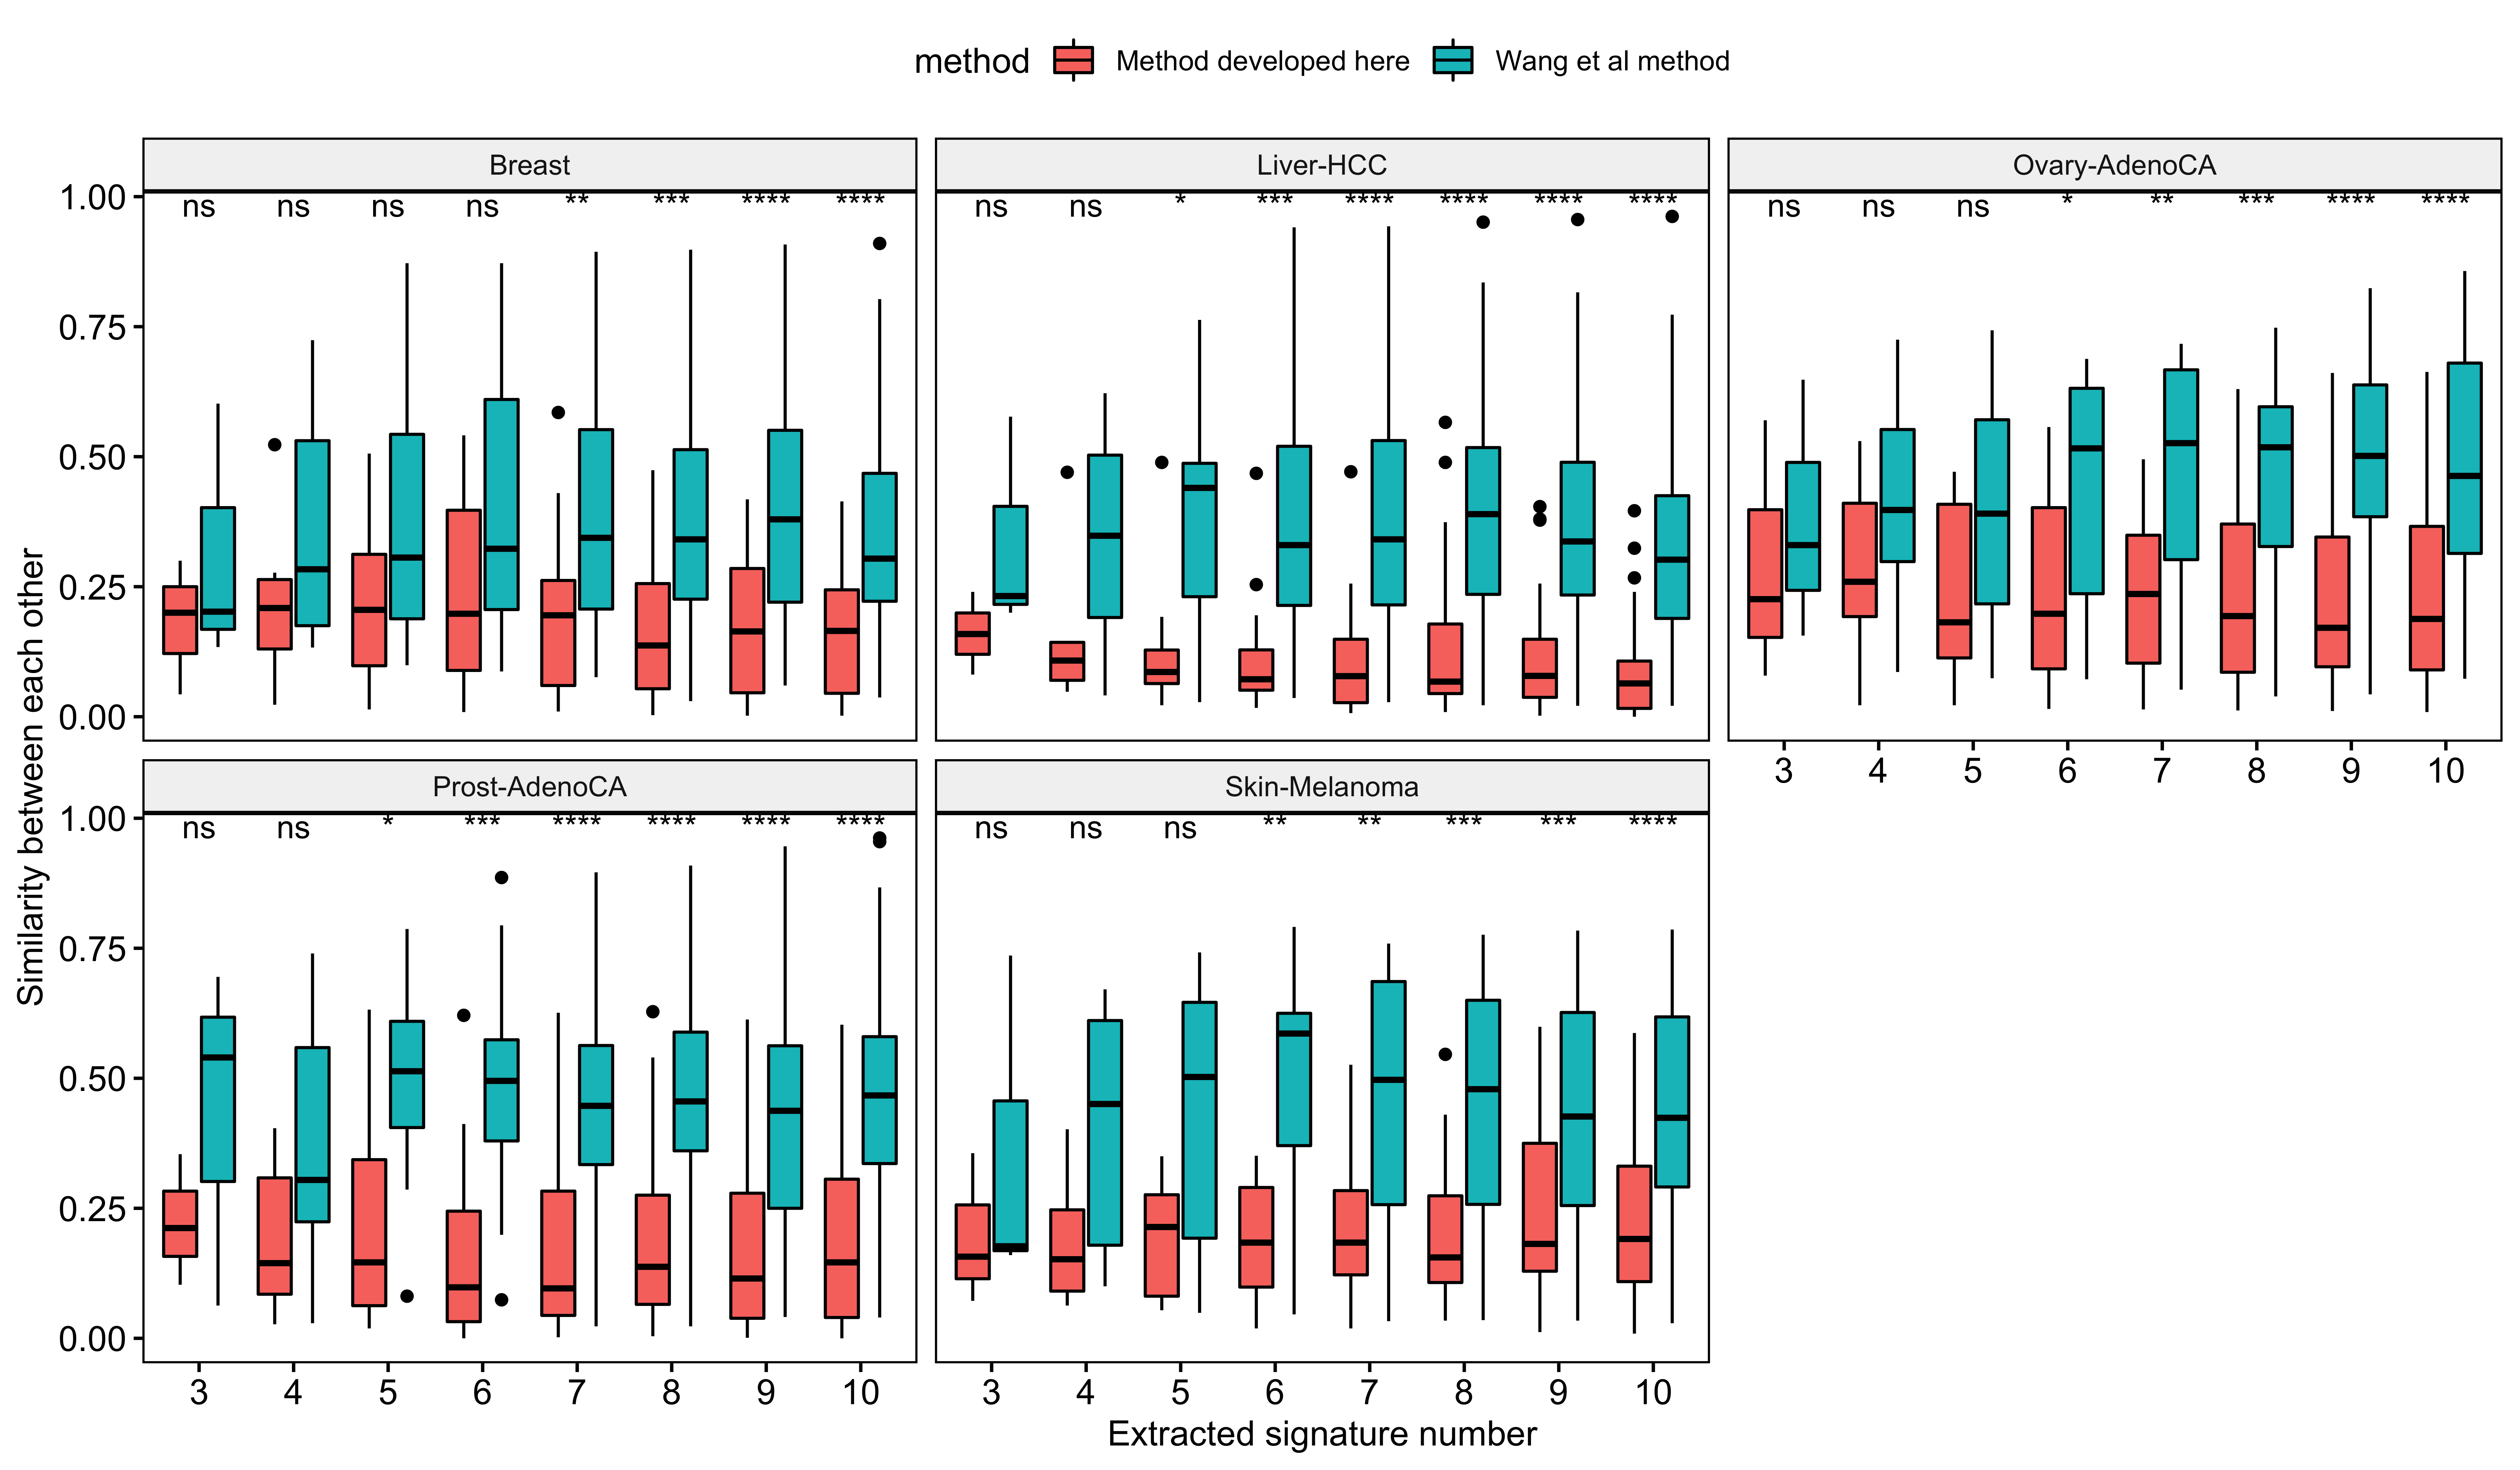 method Method developed here Wang et al method
Breast Liver-HCC Ovary-AdenoCA
1.00
ns ns ns ns ** *** **** ****
ns ns * *** **** **** **** ****
ns ns ns * ** *** **** ****
0.75
0.50
0.25
0.00
3 4 5 6 7 8 9 10
Similarity between each other
Prost-AdenoCA Skin-Melanoma
1.00
ns ns * *** **** **** **** ****
ns ns ns ** ** *** *** ****
0.75
0.50
0.25
0.00
3 4 5 6 7 8 9 10
3 4 5 6 7 8 9 10
Extracted signature number